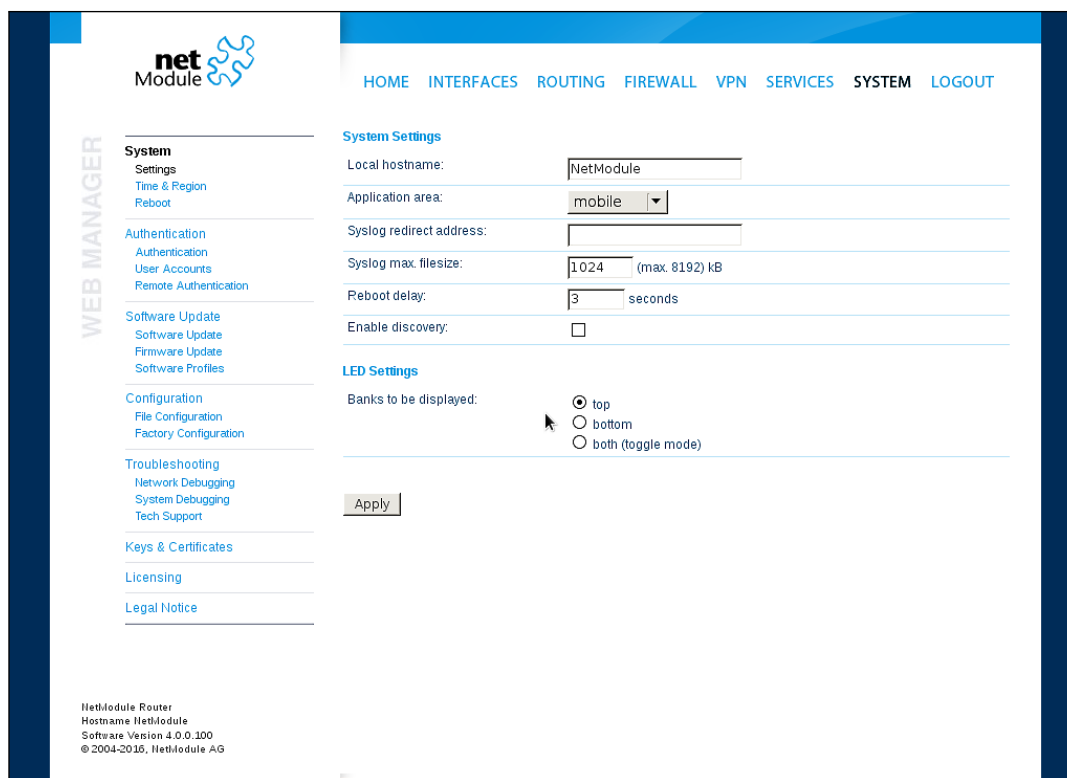 net
Module
HOME INTERFACES ROUTING FIREWALL VPN SERVICES SYSTEM LOGOUT
WEB MANAGER
System
Settings
Time & Region
Reboot
Authentication
Authentication
User Accounts
Remote Authentication
Software Update
Software Update
Firmware Update
Software Profiles
Configuration
File Configuration
Factory Configuration
Troubleshooting
Network Debugging
System Debugging
Tech Support
Keys & Certificates
Licensing
Legal Notice
System Settings
Local hostname: NetModule
Application area: mobile
Syslog redirect address:
Syslog max. filesize: 1024 (max. 8192) kB
Reboot delay: 3 seconds
Enable discovery:
LED Settings
Banks to be displayed: top
bottom
both (toggle mode)
Apply
NetModule Router
Hostname NetModule
Software Version 4.0.0.100
© 2004-2016, NetModule AG